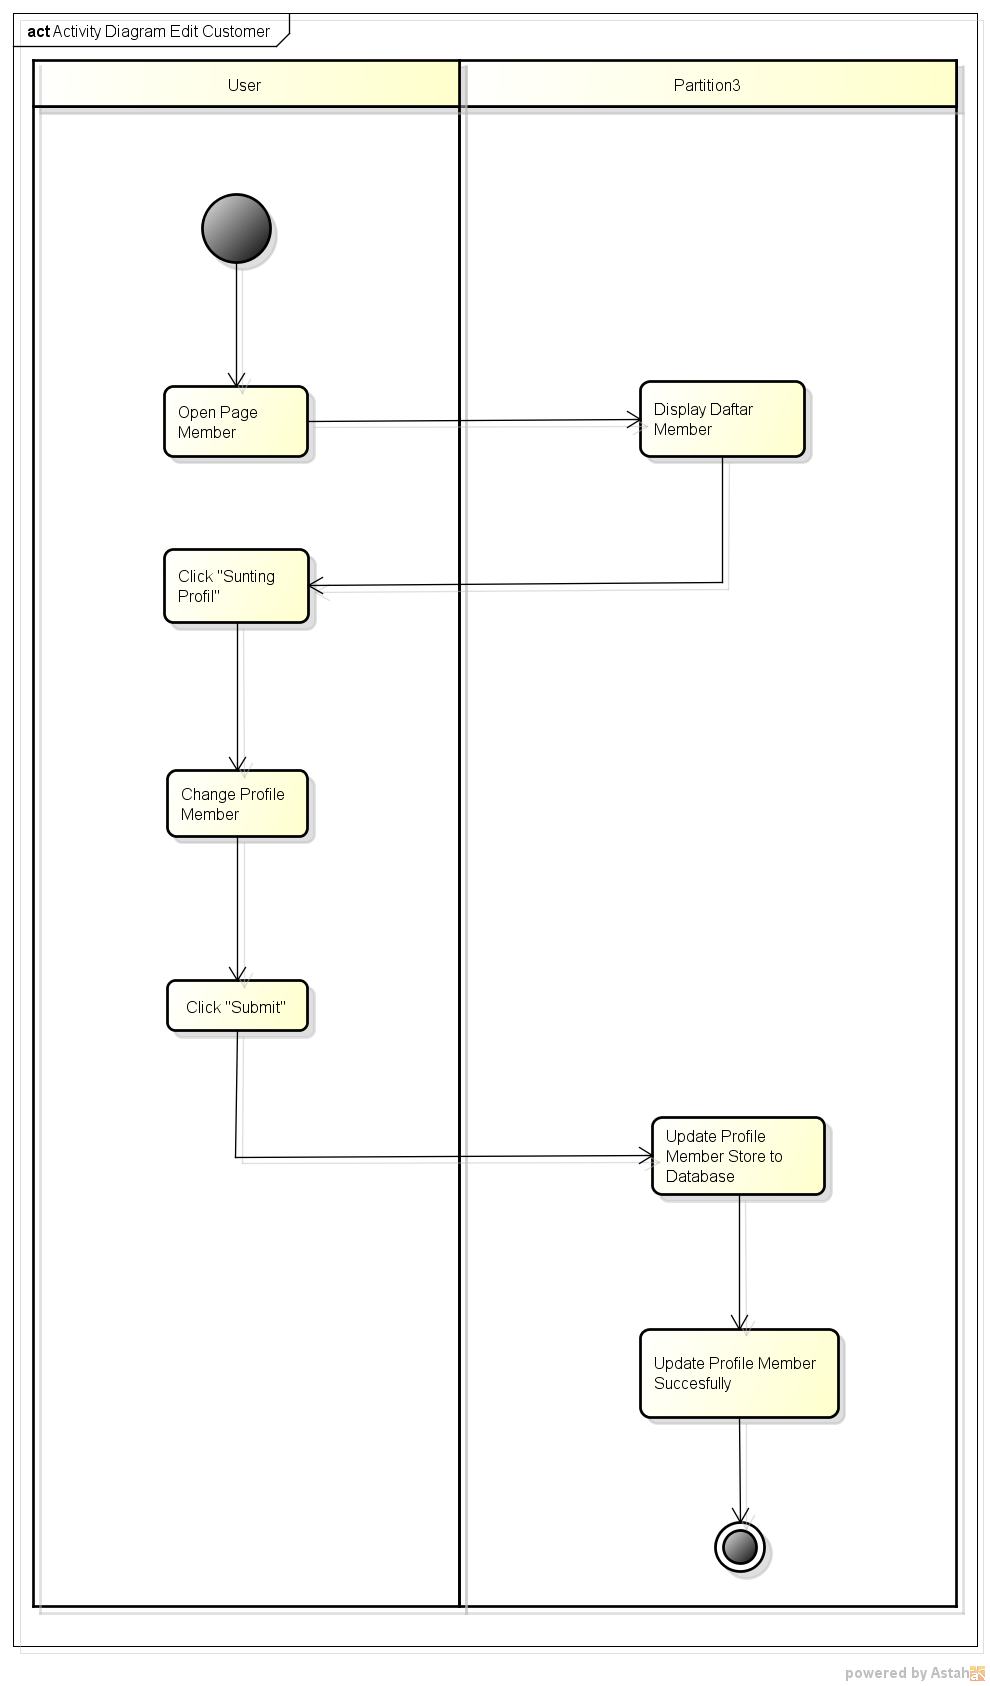 act Activity Diagram Edit Customer
User
Partition3
Open Page
Member
Display Daftar
Member
Click "Sunting
Profil"
Change Profile
Member
Click "Submit"
Update Profile
Member Store to
Database
Update Profile Member
Succesfully
powered by Astah